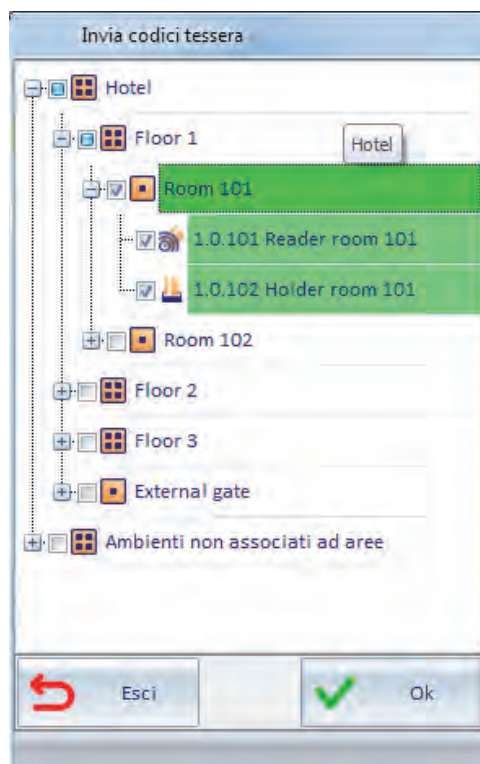 Invia codici tessera
Hotel
Floor 1
Hotel
Room 101
1.0.101 Reader room 101
1.0.102 Holder room 101
Room 102
Floor 2
Floor 3
External gate
Ambienti non associati ad aree
Esci
Ok